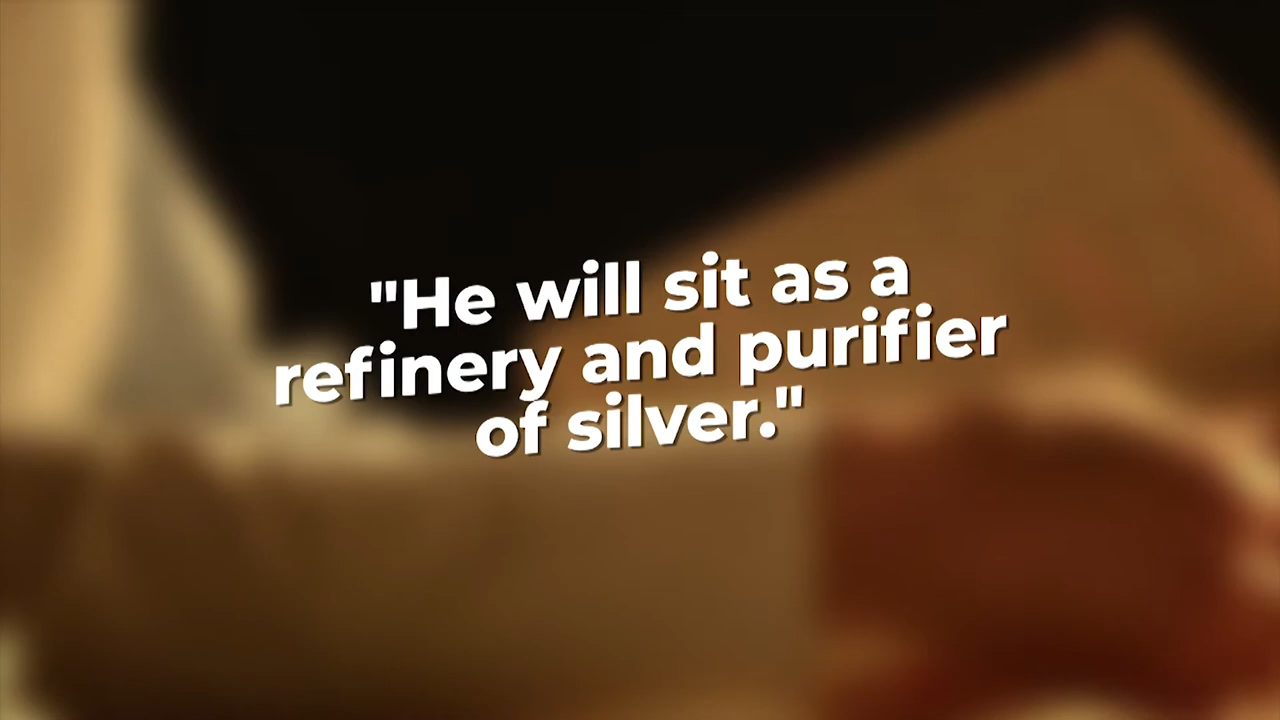 "He will sit as a
refinery and purifier
of silver."